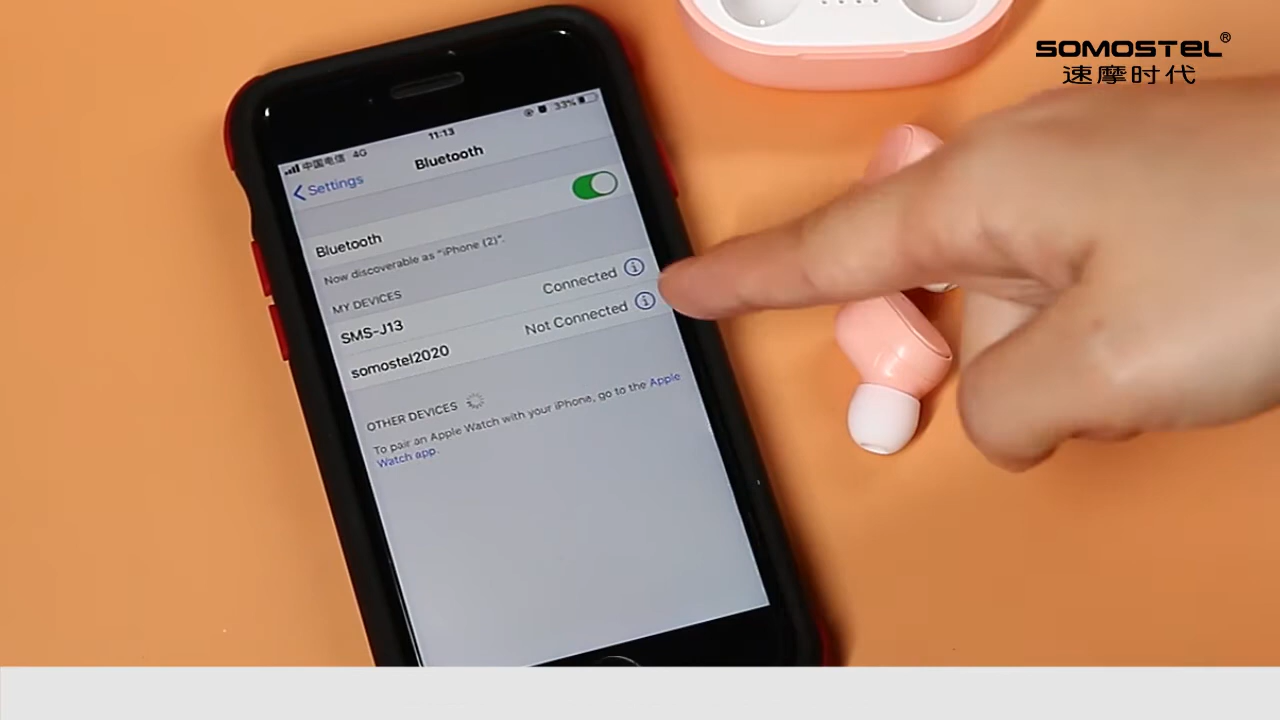 SOMOSTEL®
速摩时代
中国电信 4G 11:13 33%
Settings Bluetooth
Bluetooth
Now discoverable as “iPhone (2)”.
MY DEVICES
SMS-J13 Connected
somostel2020 Not Connected
OTHER DEVICES
To pair an Apple Watch with your iPhone, go to the Apple
Watch app.